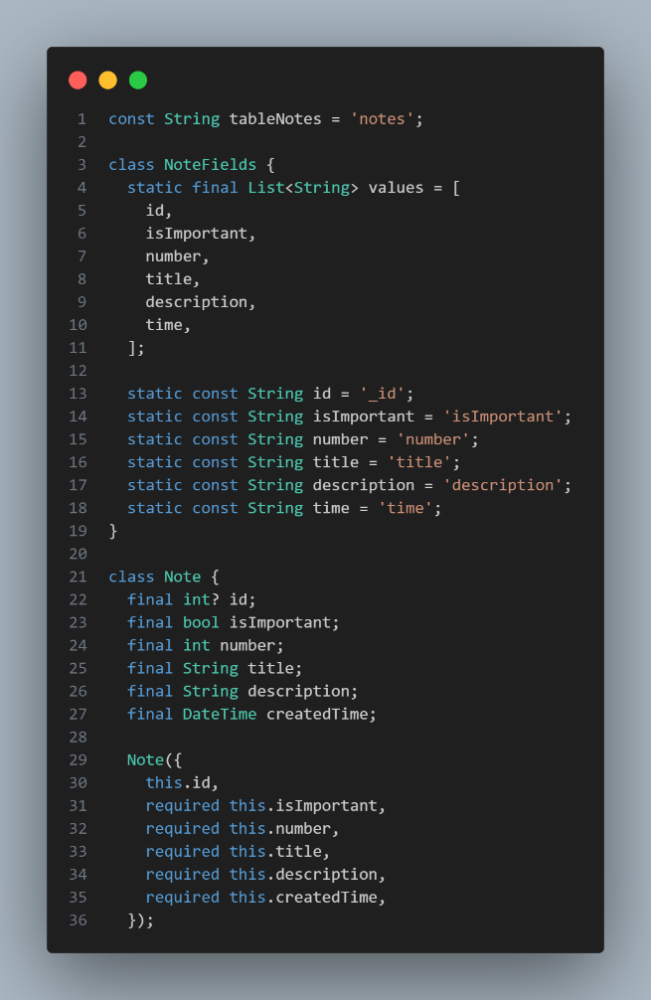 1 const String tableNotes = 'notes';
2
3 class NoteFields {
4   static final List<String> values = [
5     id,
6     isImportant,
7     number,
8     title,
9     description,
10     time,
11   ];
12
13   static const String id = '_id';
14   static const String isImportant = 'isImportant';
15   static const String number = 'number';
16   static const String title = 'title';
17   static const String description = 'description';
18   static const String time = 'time';
19 }
20
21 class Note {
22   final int? id;
23   final bool isImportant;
24   final int number;
25   final String title;
26   final String description;
27   final DateTime createdTime;
28
29   Note({
30     this.id,
31     required this.isImportant,
32     required this.number,
33     required this.title,
34     required this.description,
35     required this.createdTime,
36   });